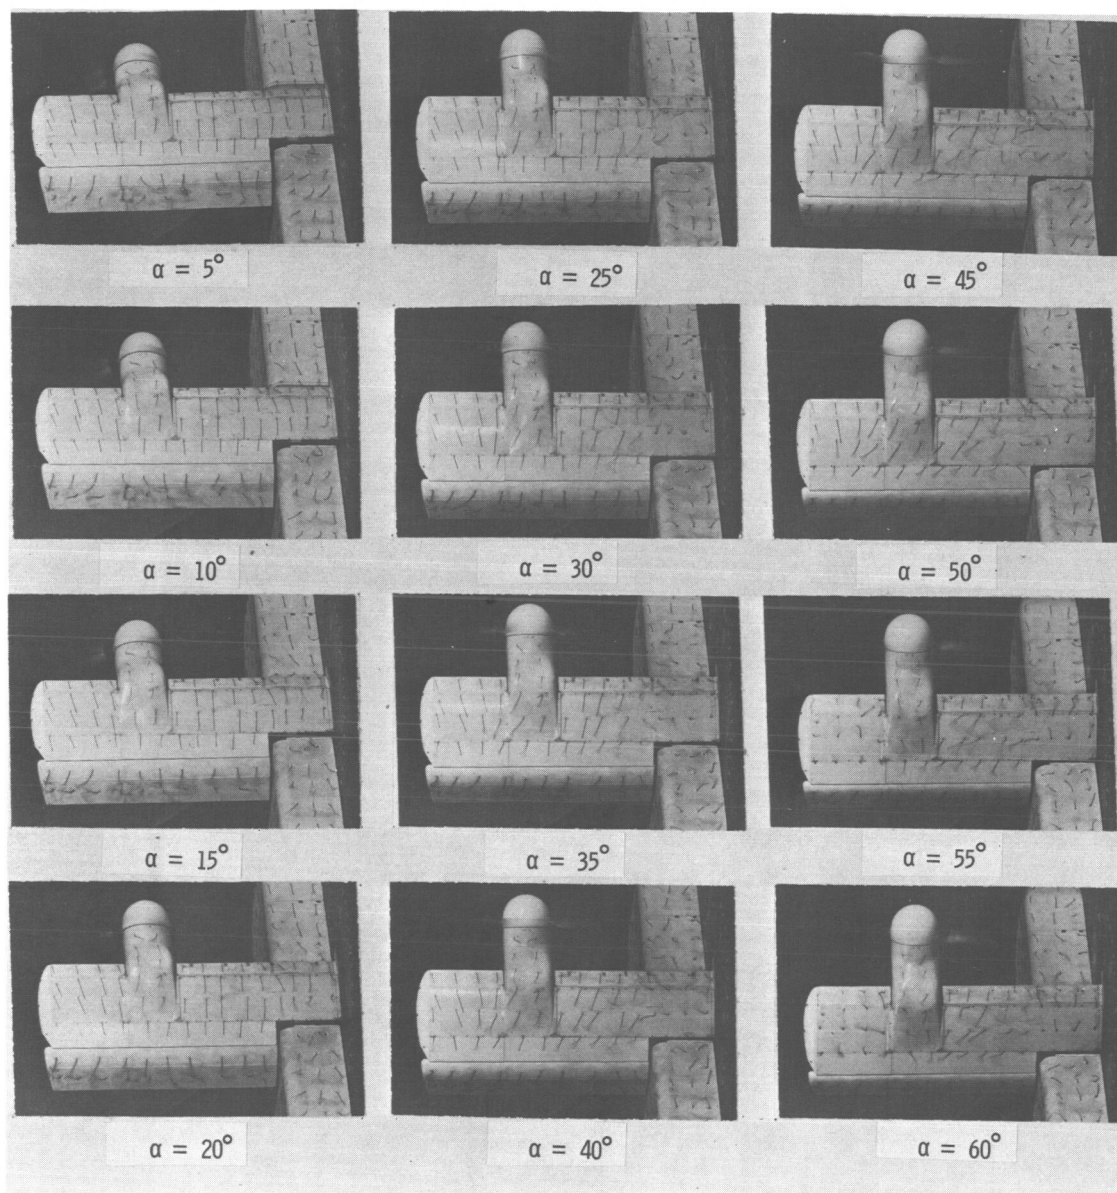 α = 5°
α = 25°
α = 45°
α = 10°
α = 30°
α = 50°
α = 15°
α = 35°
α = 55°
α = 20°
α = 40°
α = 60°